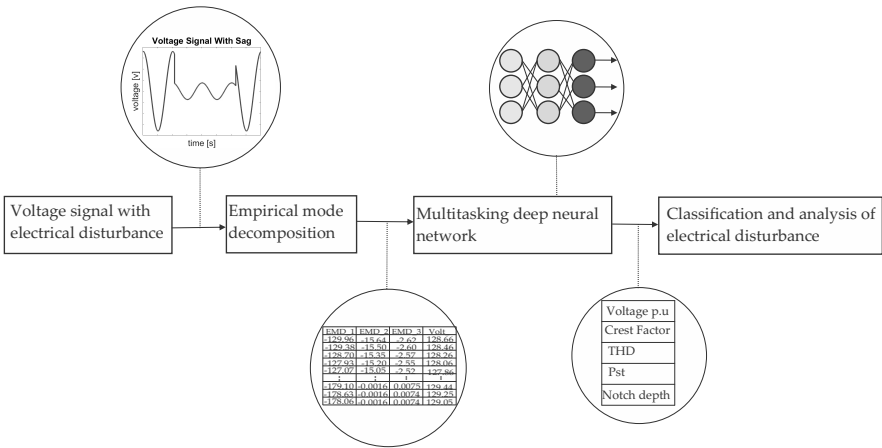 Voltage Signal With Sag
voltage [v]
time [s]
Voltage signal with
electrical disturbance
Empirical mode
decomposition
Multitasking deep neural
network
Classification and analysis of
electrical disturbance
EMD_1 EMD_2 EMD_3 Volt
-129.96 -15.64 -2.62 128.66
-129.38 -15.50 -2.60 128.46
-128.70 -15.35 -2.57 128.26
-127.93 -15.20 -2.55 128.06
-127.07 -15.05 -2.52 127.86
-179.10 -0.0016 0.0075 129.44
-178.63 -0.0016 0.0074 129.25
-178.06 -0.0016 0.0074 129.05
Voltage p.u
Crest Factor
THD
Pst
Notch depth